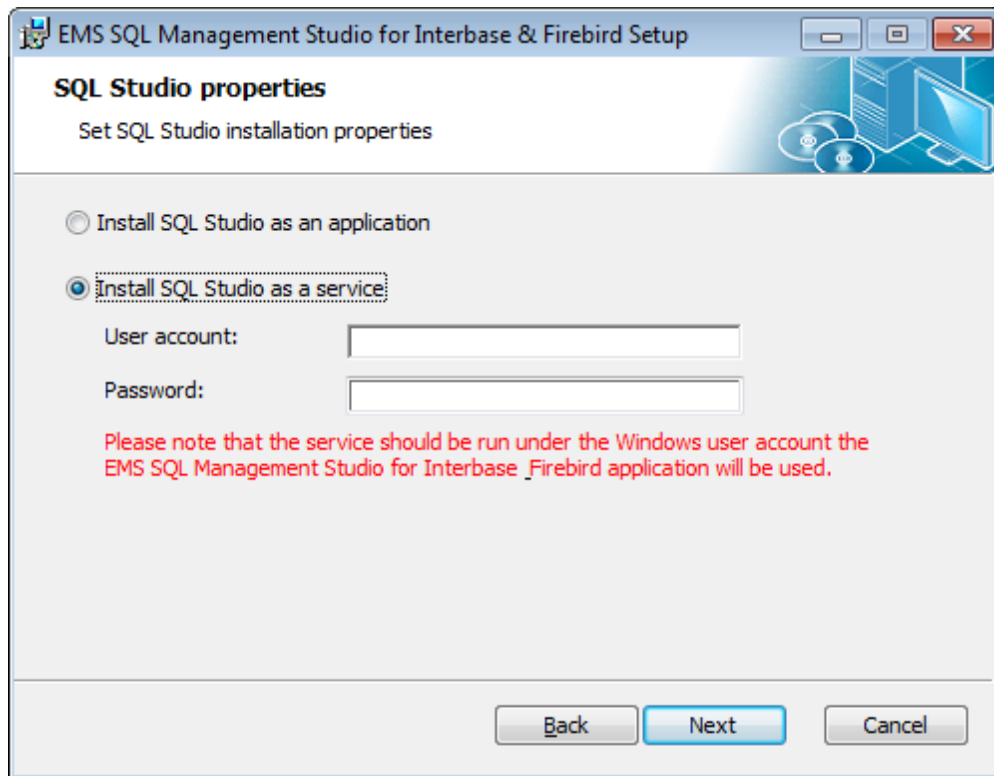 EMS SQL Management Studio for Interbase & Firebird Setup
SQL Studio properties
Set SQL Studio installation properties
Install SQL Studio as an application
Install SQL Studio as a service
User account:
Password:
Please note that the service should be run under the Windows user account the
EMS SQL Management Studio for Interbase _Firebird application will be used.
Back Next Cancel